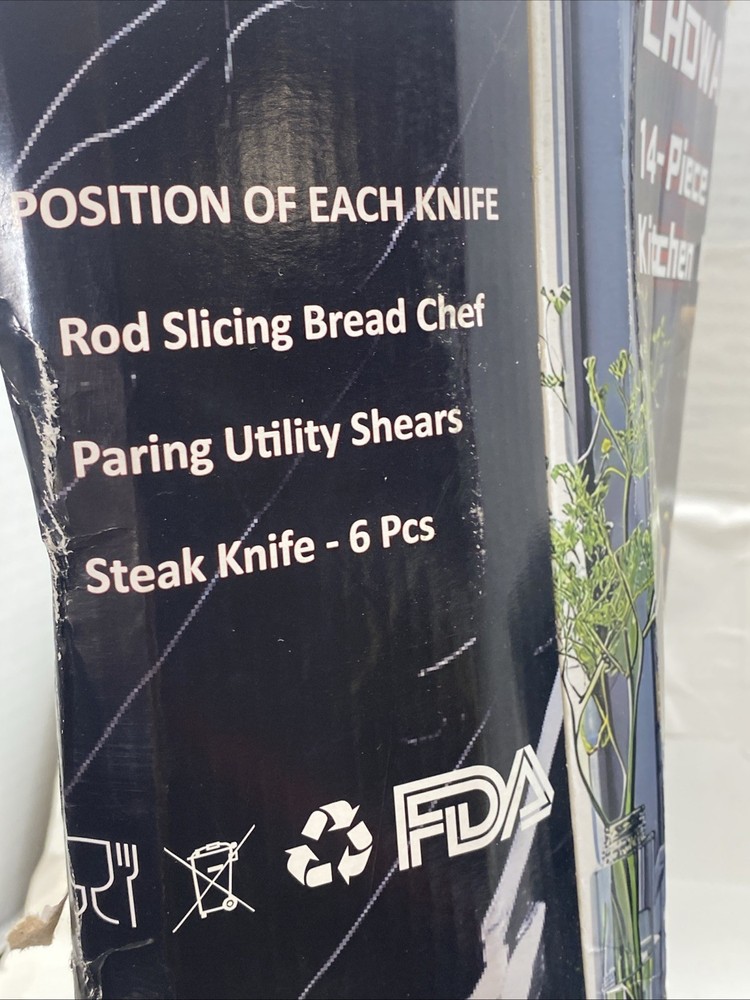 POSITION OF EACH KNIFE
Rod Slicing Bread Chef
Paring Utility Shears
Steak Knife - 6 Pcs
FDA
14-Piece
Kitchen